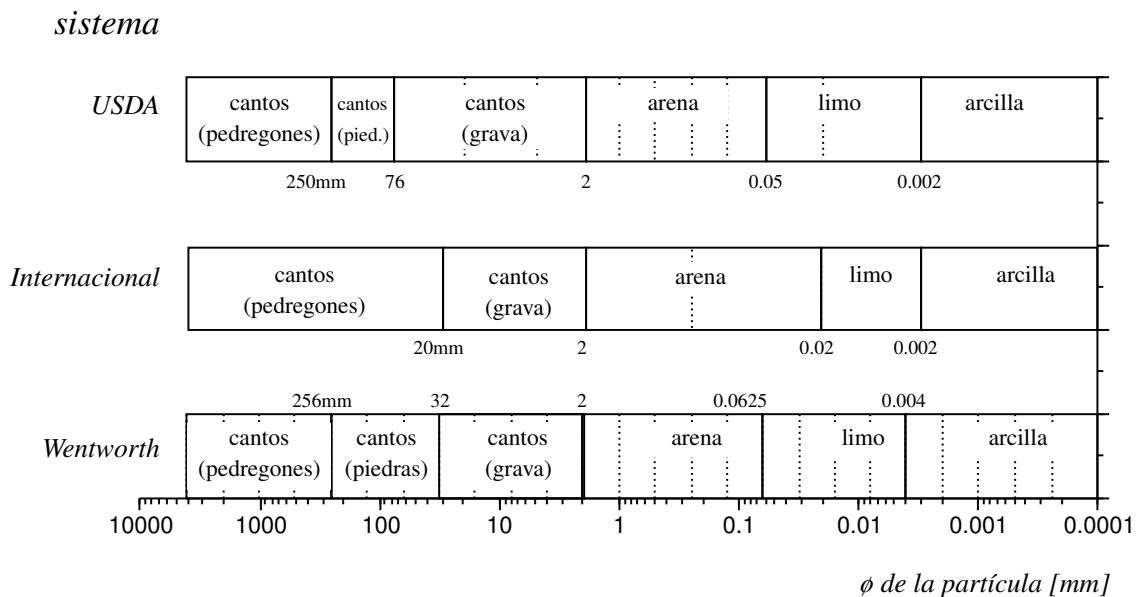 sistema
USDA
cantos
(pedregones)
cantos
(pied.)
cantos
(grava)
arena
limo
arcilla
250mm 76 2 0.05 0.002
Internacional
cantos
(pedregones)
cantos
(grava)
arena
limo
arcilla
20mm 2 0.02 0.002
256mm 32 2 0.0625 0.004
Wentworth
cantos
(pedregones)
cantos
(piedras)
cantos
(grava)
arena
limo
arcilla
10000 1000 100 10 1 0.1 0.01 0.001 0.0001
ϕ de la partícula [mm]